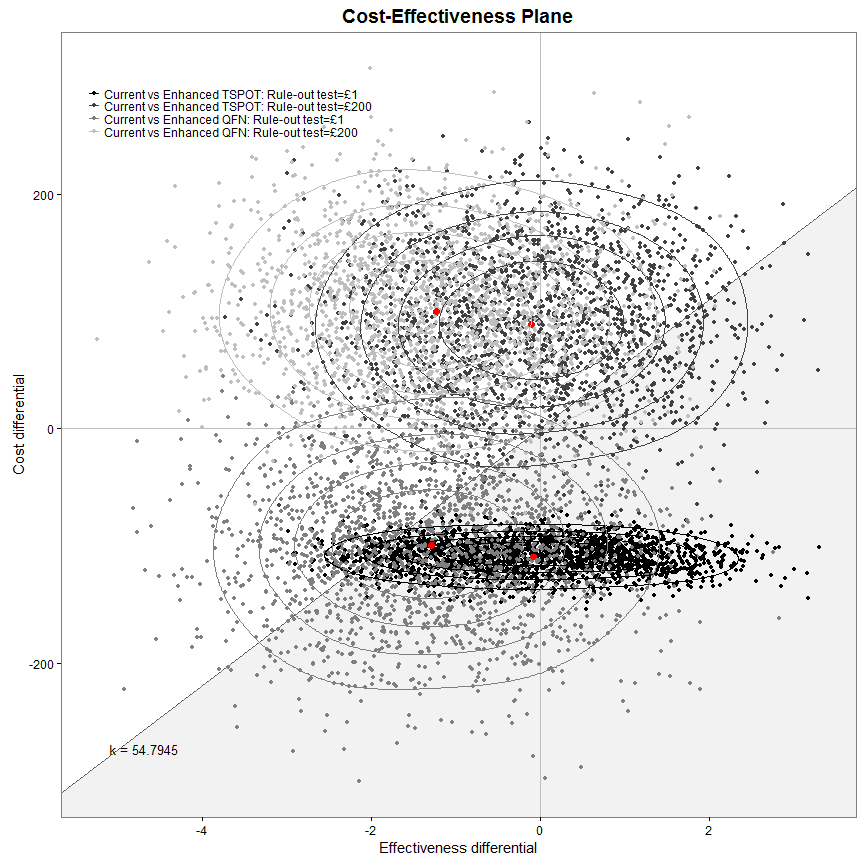 Cost-Effectiveness Plane
Current vs Enhanced TSPOT: Rule-out test=£1
Current vs Enhanced TSPOT: Rule-out test=£200
Current vs Enhanced QFN: Rule-out test=£1
Current vs Enhanced QFN: Rule-out test=£200
200
0
-200
Cost differential
k = 54.7945
-4 -2 0 2
Effectiveness differential